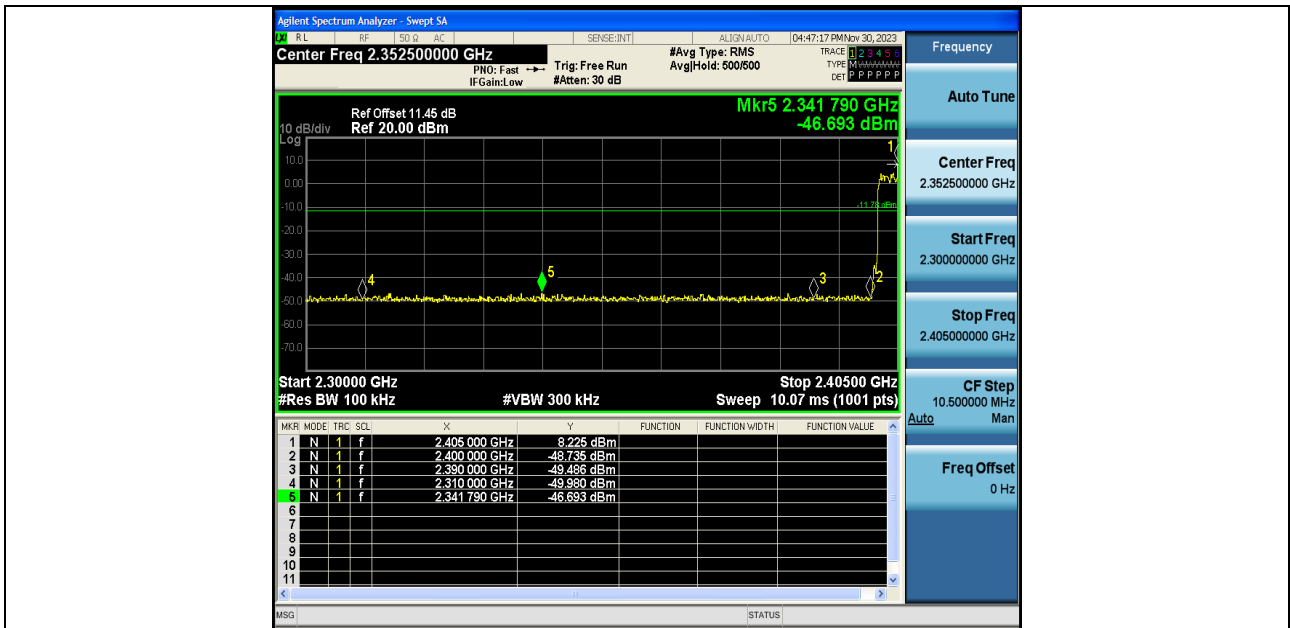 Agilent Spectrum Analyzer - Swept SA
RL RF 50 Ω AC SENSE:INT ALIGN AUTO 04:47:17 PM Nov 30, 2023
Center Freq 2.352500000 GHz
PNO: Fast
IFGain:Low
Trig: Free Run
#Atten: 30 dB
#Avg Type: RMS
Avg|Hold: 500/500
TRACE 1 2 3 4 5 6
TYPE M
DET P P P P P P
Ref Offset 11.45 dB
10 dB/div Ref 20.00 dBm
Log
Mkr5 2.341 790 GHz
-46.693 dBm
10.0
0.00
-10.0
-20.0
-30.0
-40.0
-50.0
-60.0
-70.0
1
-11.78 dBm
4
5
3
2
Start 2.30000 GHz Stop 2.40500 GHz
#Res BW 100 kHz #VBW 300 kHz Sweep 10.07 ms (1001 pts)
MKR MODE TRC SCL X Y FUNCTION FUNCTION WIDTH FUNCTION VALUE
1 N 1 f 2.405 000 GHz 8.225 dBm
2 N 1 f 2.400 000 GHz -48.735 dBm
3 N 1 f 2.390 000 GHz -49.486 dBm
4 N 1 f 2.310 000 GHz -49.980 dBm
5 N 1 f 2.341 790 GHz -46.693 dBm
6
7
8
9
10
11
MSG STATUS
Frequency
Auto Tune
Center Freq
2.352500000 GHz
Start Freq
2.300000000 GHz
Stop Freq
2.405000000 GHz
CF Step
10.500000 MHz
Auto Man
Freq Offset
0 Hz